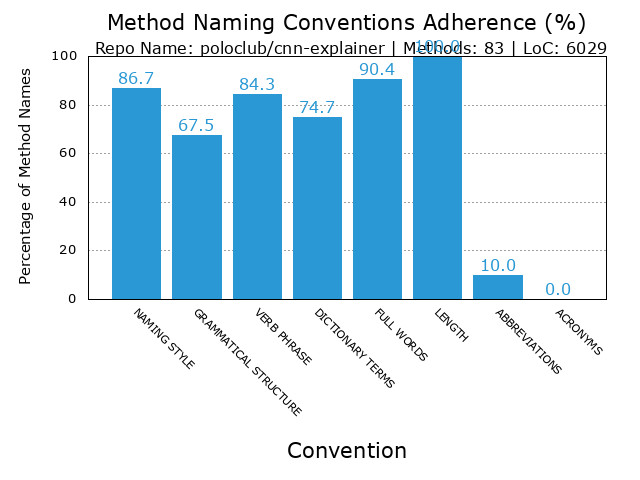 Method Naming Conventions Adherence (%)
Repo Name: poloclub/cnn-explainer | Methods: 83 | LoC: 6029
Percentage of Method Names
100
80
60
40
20
0
86.7
67.5
84.3
74.7
90.4
100.0
10.0
0.0
NAMING STYLE
GRAMMATICAL STRUCTURE
VERB PHRASE
DICTIONARY TERMS
FULL WORDS
LENGTH
ABBREVIATIONS
ACRONYMS
Convention